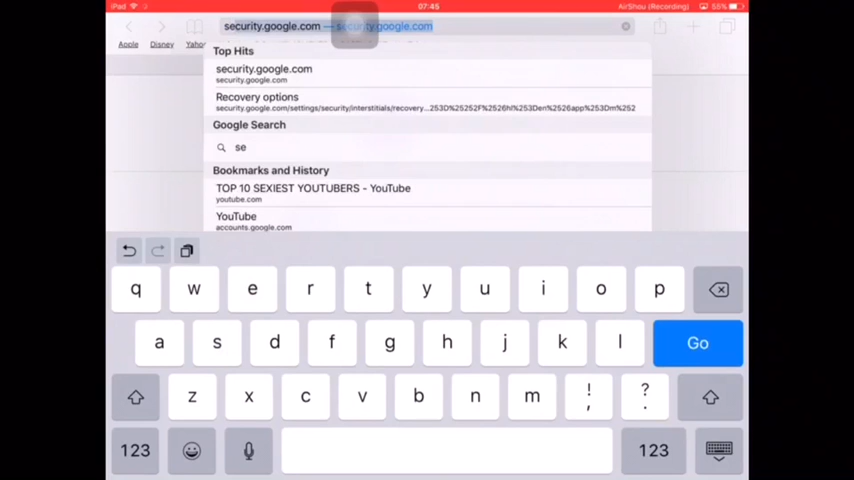 iPad
07:45
AirShou (Recording)
55%
security.google.com — security.google.com
Apple
Disney
Yahoo
Top Hits
security.google.com
security.google.com
Recovery options
security.google.com/settings/security/interstitials/recovery...253D%25252F%2526hl%253Den%2526app%253Dm%252
Google Search
se
Bookmarks and History
TOP 10 SEXIEST YOUTUBERS - YouTube
youtube.com
YouTube
accounts.google.com
q w e r t y u i o p
a s d f g h j k l Go
z x c v b n m ! , ? .
123 123